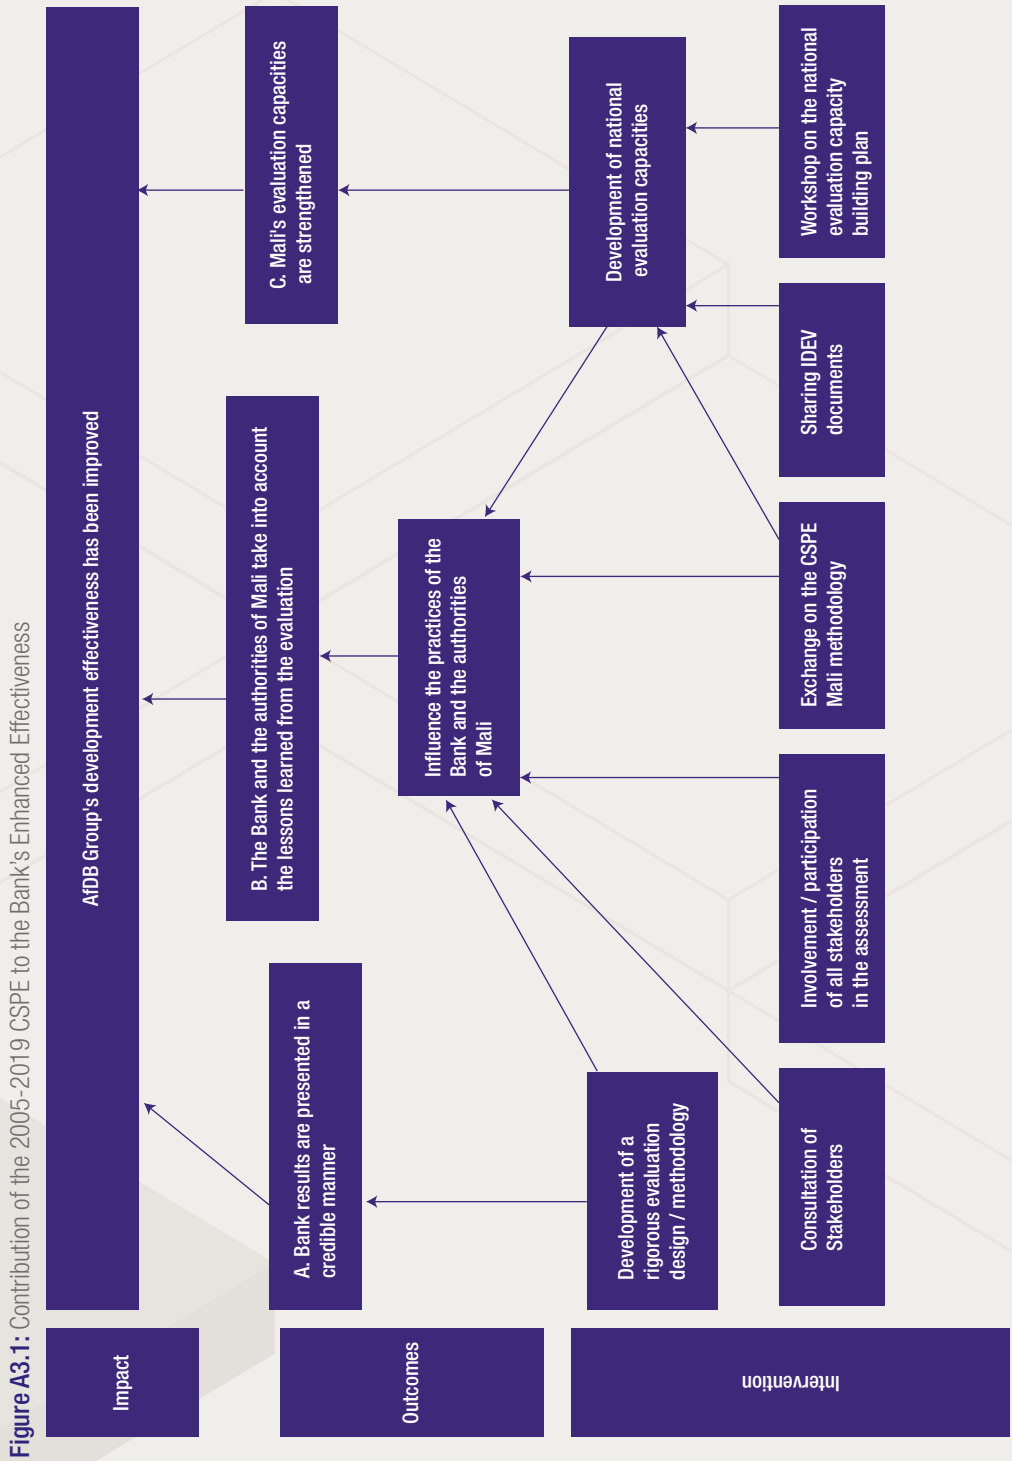 Figure A3.1: Contribution of the 2005-2019 CSPE to the Bank's Enhanced Effectiveness
Impact
AfDB Group's development effectiveness has been improved
Outcomes
A. Bank results are presented in a
credible manner
B. The Bank and the authorities of Mali take into account
the lessons learned from the evaluation
C. Mali's evaluation capacities
are strengthened
Influence the practices of the
Bank and the authorities
of Mali
Intervention
Development of a
rigorous evaluation
design / methodology
Development of national
evaluation capacities
Consultation of
Stakeholders
Involvement / participation
of all stakeholders
in the assessment
Exchange on the CSPE
Mali methodology
Sharing IDEV
documents
Workshop on the national
evaluation capacity
building plan